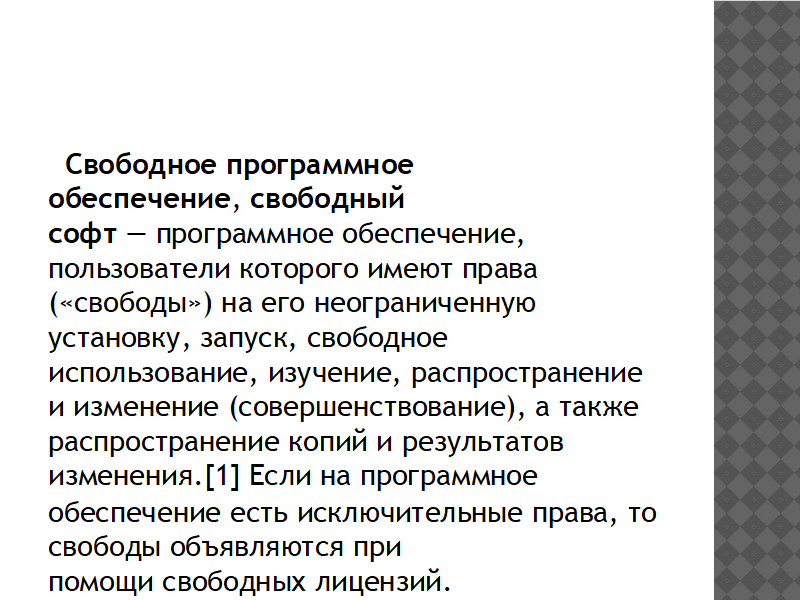 Свободное программное
обеспечение, свободный
софт — программное обеспечение,
пользователи которого имеют права
(«свободы») на его неограниченную
установку, запуск, свободное
использование, изучение, распространение
и изменение (совершенствование), а также
распространение копий и результатов
изменения.[1] Если на программное
обеспечение есть исключительные права, то
свободы объявляются при
помощи свободных лицензий.